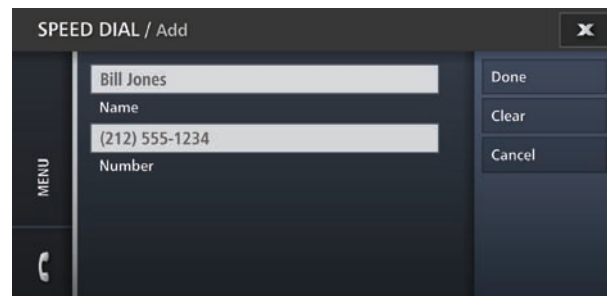 SPEED DIAL / Add
X
Bill Jones
Name
(212) 555-1234
Number
Done
Clear
Cancel
MENU